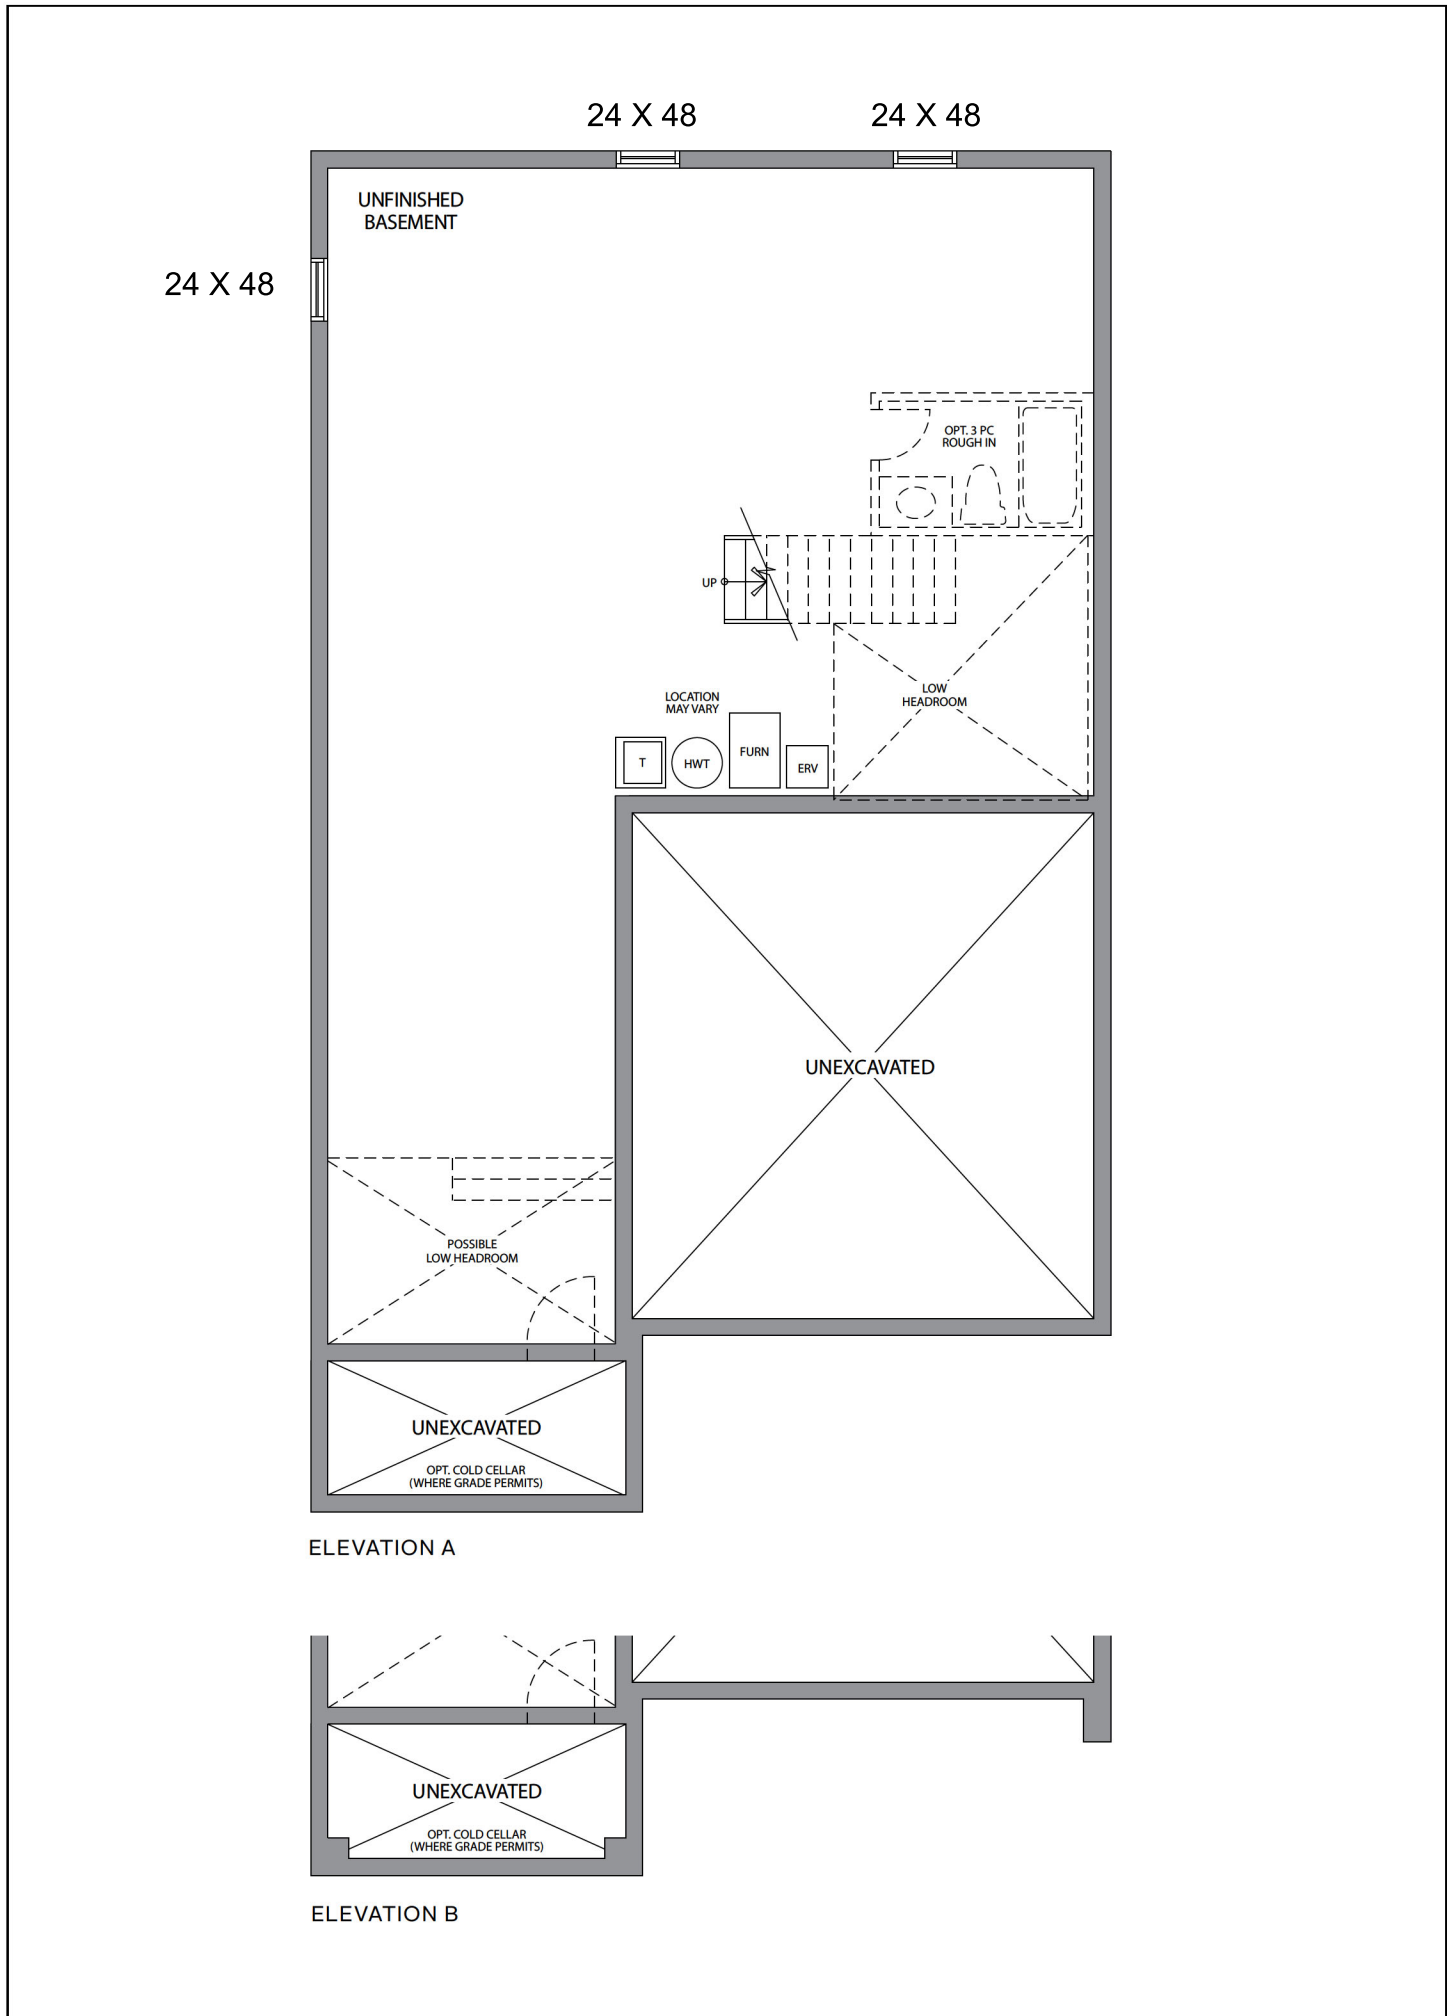 24 X 48
24 X 48
UNFINISHED
BASEMENT
24 X 48
OPT. 3 PC
ROUGH IN
UP
LOW
HEADROOM
LOCATION
MAY VARY
T
HWT
FURN
ERV
UNEXCAVATED
POSSIBLE
LOW HEADROOM
UNEXCAVATED
OPT. COLD CELLAR
(WHERE GRADE PERMITS)
ELEVATION A
UNEXCAVATED
OPT. COLD CELLAR
(WHERE GRADE PERMITS)
ELEVATION B